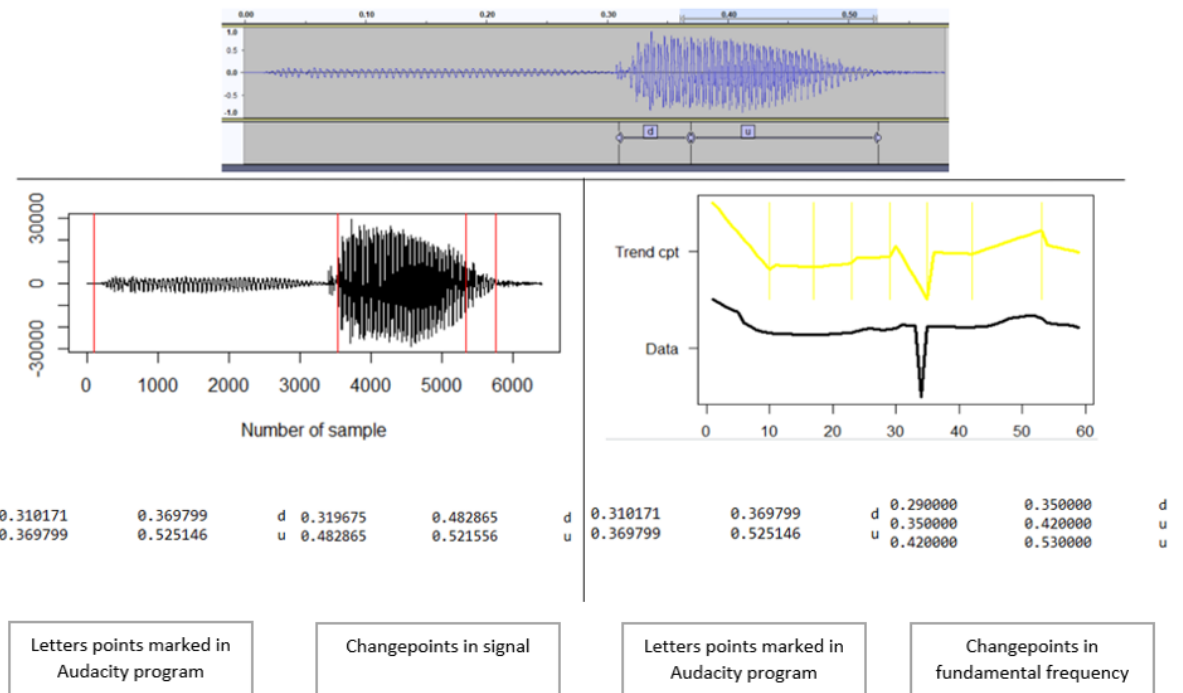 0.00 0.10 0.20 0.30 0.40 0.50
1.0
0.5
0.0
-0.5
-1.0
d u
30000
0
-30000
0 1000 2000 3000 4000 5000 6000
Number of sample
Trend cpt
Data
0 10 20 30 40 50 60
0.310171 0.369799 d
0.369799 0.525146 u
0.319675 0.482865 d
0.482865 0.521556 u
0.310171 0.369799 d
0.369799 0.525146 u
0.290000 0.350000 d
0.350000 0.420000 u
0.420000 0.530000 u
Letters points marked in
Audacity program
Changepoints in signal
Letters points marked in
Audacity program
Changepoints in
fundamental frequency